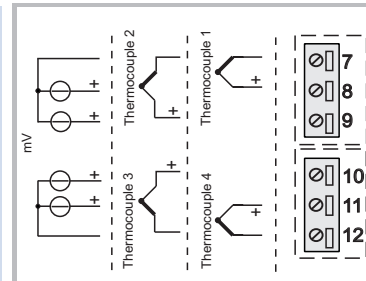 mV
+
+
+
+
Thermocouple 2
+
Thermocouple 3
+
Thermocouple 1
+
Thermocouple 4
+
7
8
9
10
11
12